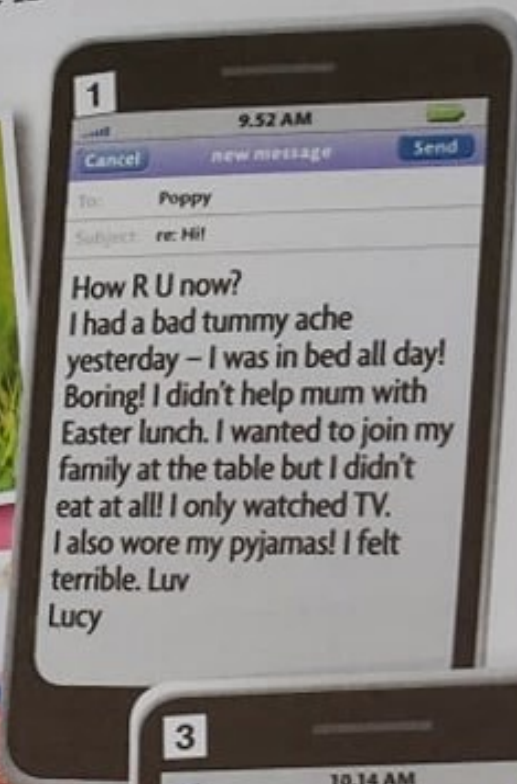 1
9.52 AM
Cancel new message Send
To: Poppy
Subject: re: Hi!
How R U now?
I had a bad tummy ache
yesterday – I was in bed all day!
Boring! I didn't help mum with
Easter lunch. I wanted to join my
family at the table but I didn't
eat at all! I only watched TV.
I also wore my pyjamas! I felt
terrible. Luv
Lucy
3
10.14 AM